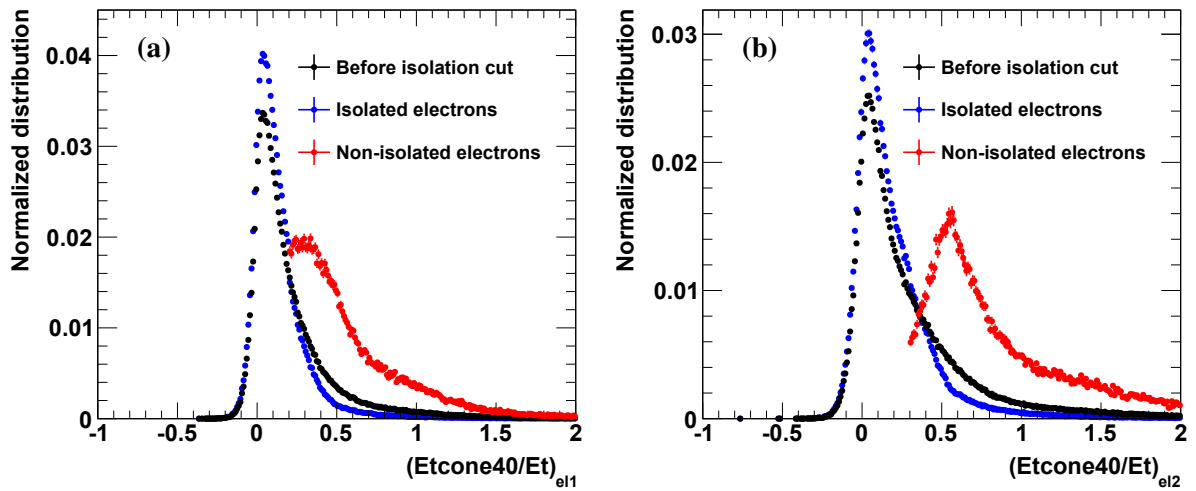 Normalized distribution
0.04
0.03
0.02
0.01
0
(a)
Before isolation cut
Isolated electrons
Non-isolated electrons
-1 -0.5 0 0.5 1 1.5 2
(Etcone40/Et)el1
Normalized distribution
0.03
0.02
0.01
0
(b)
Before isolation cut
Isolated electrons
Non-isolated electrons
-1 -0.5 0 0.5 1 1.5 2
(Etcone40/Et)el2